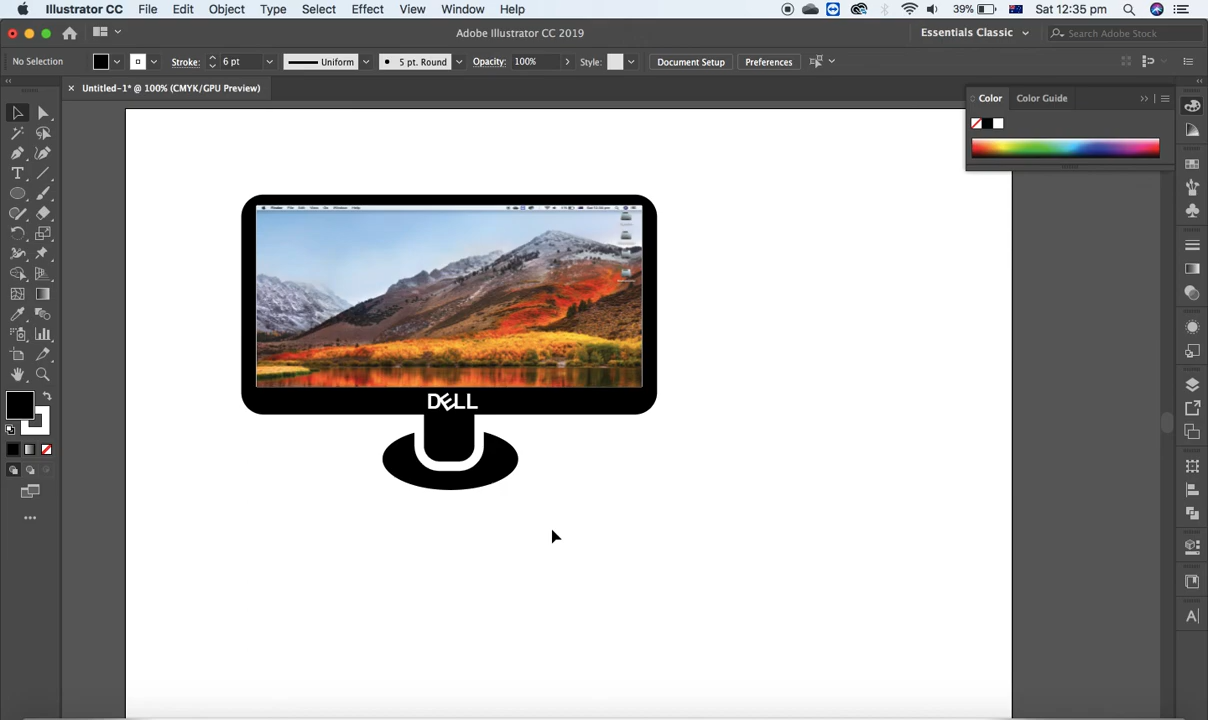 Illustrator CC File Edit Object Type Select Effect View Window Help 39% Sat 12:35 pm
Adobe Illustrator CC 2019 Essentials Classic Search Adobe Stock
No Selection Stroke: 6 pt Uniform 5 pt. Round Opacity: 100% Style: Document Setup Preferences
× Untitled-1* @ 100% (CMYK/GPU Preview)
Color Color Guide
DELL